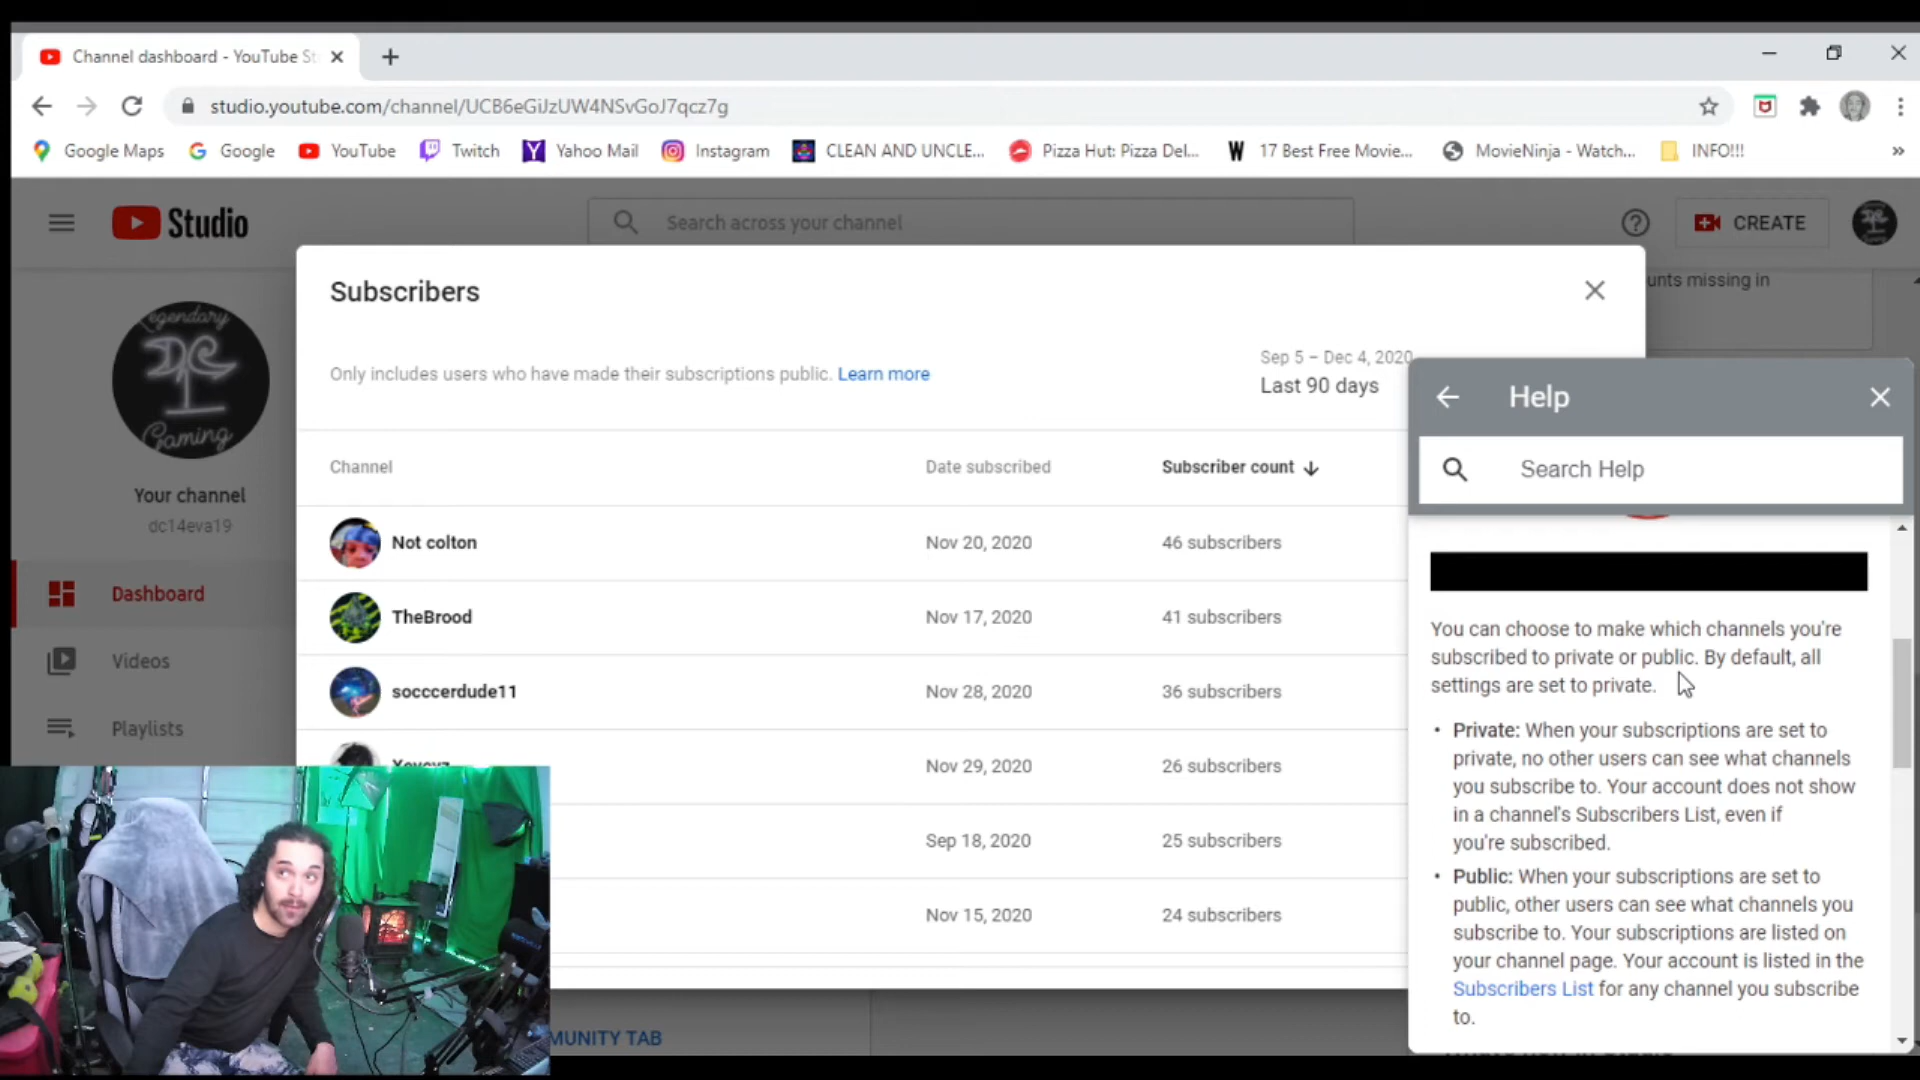 Channel dashboard - YouTube St
studio.youtube.com/channel/UCB6eGiJzUW4NSvGoJ7qcz7g
Google Maps Google YouTube Twitch Yahoo Mail Instagram CLEAN AND UNCLE... Pizza Hut: Pizza Del... 17 Best Free Movie... MovieNinja - Watch... INFO!!! »
Studio Search across your channel CREATE
unts missing in
Legendary
DC
Gaming
Your channel
dc14eva19
Dashboard
Videos
Playlists
Subscribers
Only includes users who have made their subscriptions public. Learn more
Sep 5 – Dec 4, 2020
Last 90 days
Channel Date subscribed Subscriber count
Not colton Nov 20, 2020 46 subscribers
TheBrood Nov 17, 2020 41 subscribers
socccerdude11 Nov 28, 2020 36 subscribers
Nov 29, 2020 26 subscribers
Sep 18, 2020 25 subscribers
Nov 15, 2020 24 subscribers
MUNITY TAB
Help
Search Help
You can choose to make which channels you're
subscribed to private or public. By default, all
settings are set to private.
• Private: When your subscriptions are set to
private, no other users can see what channels
you subscribe to. Your account does not show
in a channel's Subscribers List, even if
you're subscribed.
• Public: When your subscriptions are set to
public, other users can see what channels you
subscribe to. Your subscriptions are listed on
your channel page. Your account is listed in the
Subscribers List for any channel you subscribe
to.